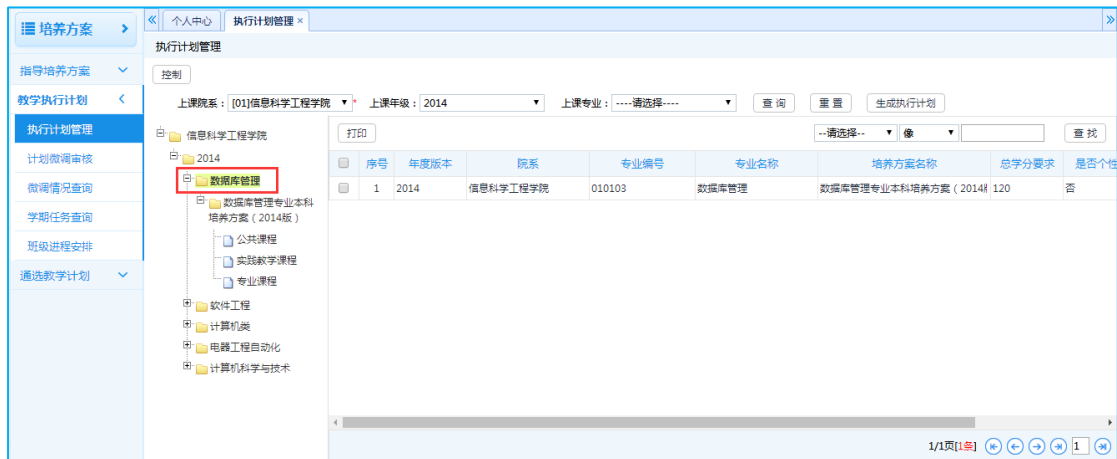 培养方案
指导培养方案
教学执行计划
执行计划管理
计划微调审核
微调情况查询
学期任务查询
班级进程安排
通选教学计划
个人中心 执行计划管理 ×
执行计划管理
控制
上课院系：[01]信息科学工程学院 * 上课年级：2014 上课专业：----请选择---- 查 询 重 置 生成执行计划
信息科学工程学院
2014
数据库管理
数据库管理专业本科
培养方案（2014版）
公共课程
实践教学课程
专业课程
软件工程
计算机类
电器工程自动化
计算机科学与技术
打印 --请选择-- 像 查 找
序号 年度版本 院系 专业编号 专业名称 培养方案名称 总学分要求 是否个性
1 2014 信息科学工程学院 010103 数据库管理 数据库管理专业本科培养方案（2014 120 否
1/1页[1条] 1